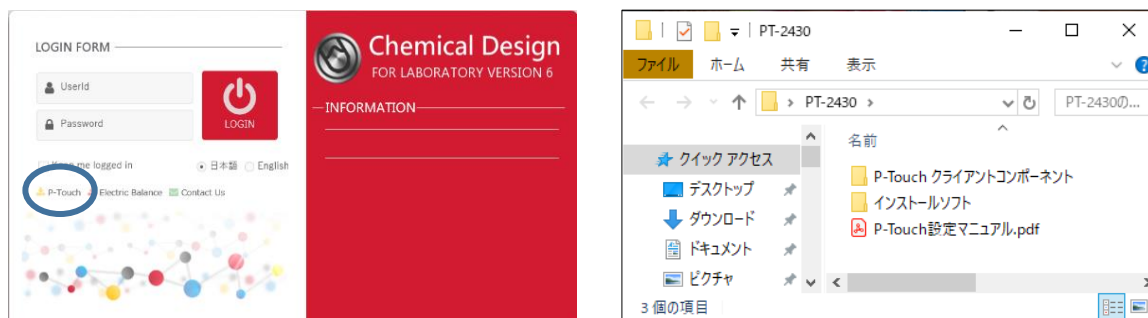 LOGIN FORM
UserId
Password
LOGIN
me logged in
日本語
English
P-Touch
Electric Balance
Contact Us
Chemical Design
FOR LABORATORY VERSION 6
INFORMATION
PT-2430
ファイル
ホーム
共有
表示
PT-2430
PT-2430の...
名前
クイック アクセス
デスクトップ
ダウンロード
ドキュメント
ピクチャ
P-Touch クライアントコンポーネント
インストールソフト
P-Touch設定マニュアル.pdf
3 個の項目